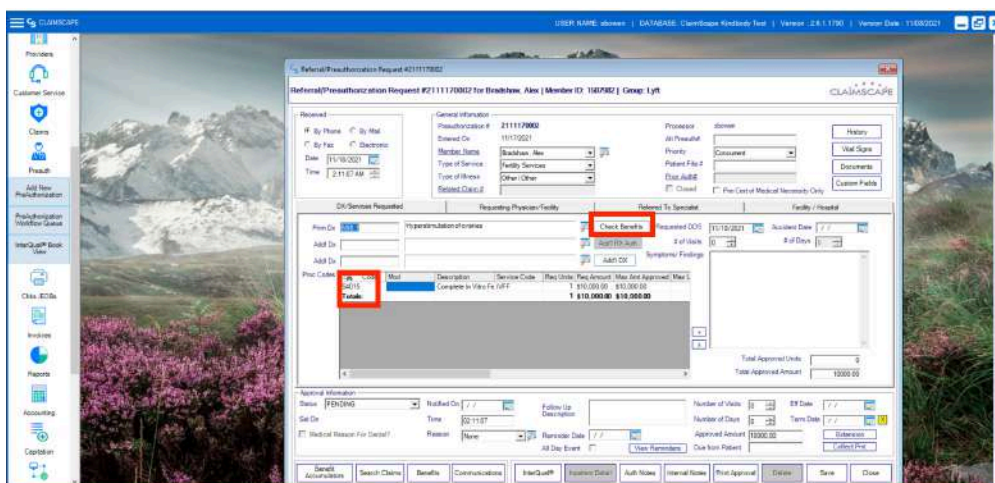 CLAIMSCAPE
USER NAME: sboreen | DATABASE: ClaimScape Kindbody Test | Version : 2.6.1.1790 | Version Date : 11/08/2021
Providers
Customer Service
Claims
Preauth
Add New
PreAuthorization
PreAuthorization
Workflow Queue
InterQual® Book
View
Chks /EOBs
Invoices
Reports
Accounting
Capitation
Referral/Preauthorization Request #2111170002
Referral/Preauthorization Request #2111170002 for Bradshaw, Alex | Member ID: 1502982 | Group: Lyft
CLAIMSCAPE
Received
By Phone
By Mail
By Fax
Electronic
Date 11/18/2021
Time 2:11:07 AM
General Information
Preauthorization # 2111170002
Entered On 11/17/2021
Member Name Bradshaw, Alex
Type of Service Fertility Services
Type of Illness Other | Other
Related Claim #
Processor
Alt Preauth#
Priority Concurrent
Patient File #
Prior Auth#
Closed
Pre Cert of Medical Necessity Only
History
Vital Signs
Documents
Custom Fields
DX/Services Requested
Requesting Physician/Facility
Referred To Specialist
Facility / Hospital
Prim Dx
Hyperstimulation of ovaries
Check Benefits
Requested DOS 11/18/2021
Accident Date / /
Addl Dx
Add'l DX Auth
# of Visits 0
# of Days
Addl Dx
Add'l DX
Symptoms/ Findings
Proc Codes
Code Mod Description Service Code Req Units Req Amount Max Amt Approved Max
S4015 Complete In Vitro Fe IVFF 1 $10,000.00 $10,000.00
Totals: 1 $10,000.00 $10,000.00
Total Approved Units 0
Total Approved Amount 10000.00
Approval Information
Status PENDING
Notified On / /
Follow Up
Description
Number of Visits 0
Eff Date / /
Time 02:11:07
Number of Days 0
Term Date / /
Medical Reason For Denial?
Reason None
Reminder Date / /
Approved Amount 10000.00
Extension
All Day Event
View Reminders
Due from Patient
Collect Pmt
Benefit
Accumulators
Search Claims
Benefits
Communications
InterQual®
Inpatient Detail
Auth Notes
Internal Notes
Print Approval
Delete
Save
Close